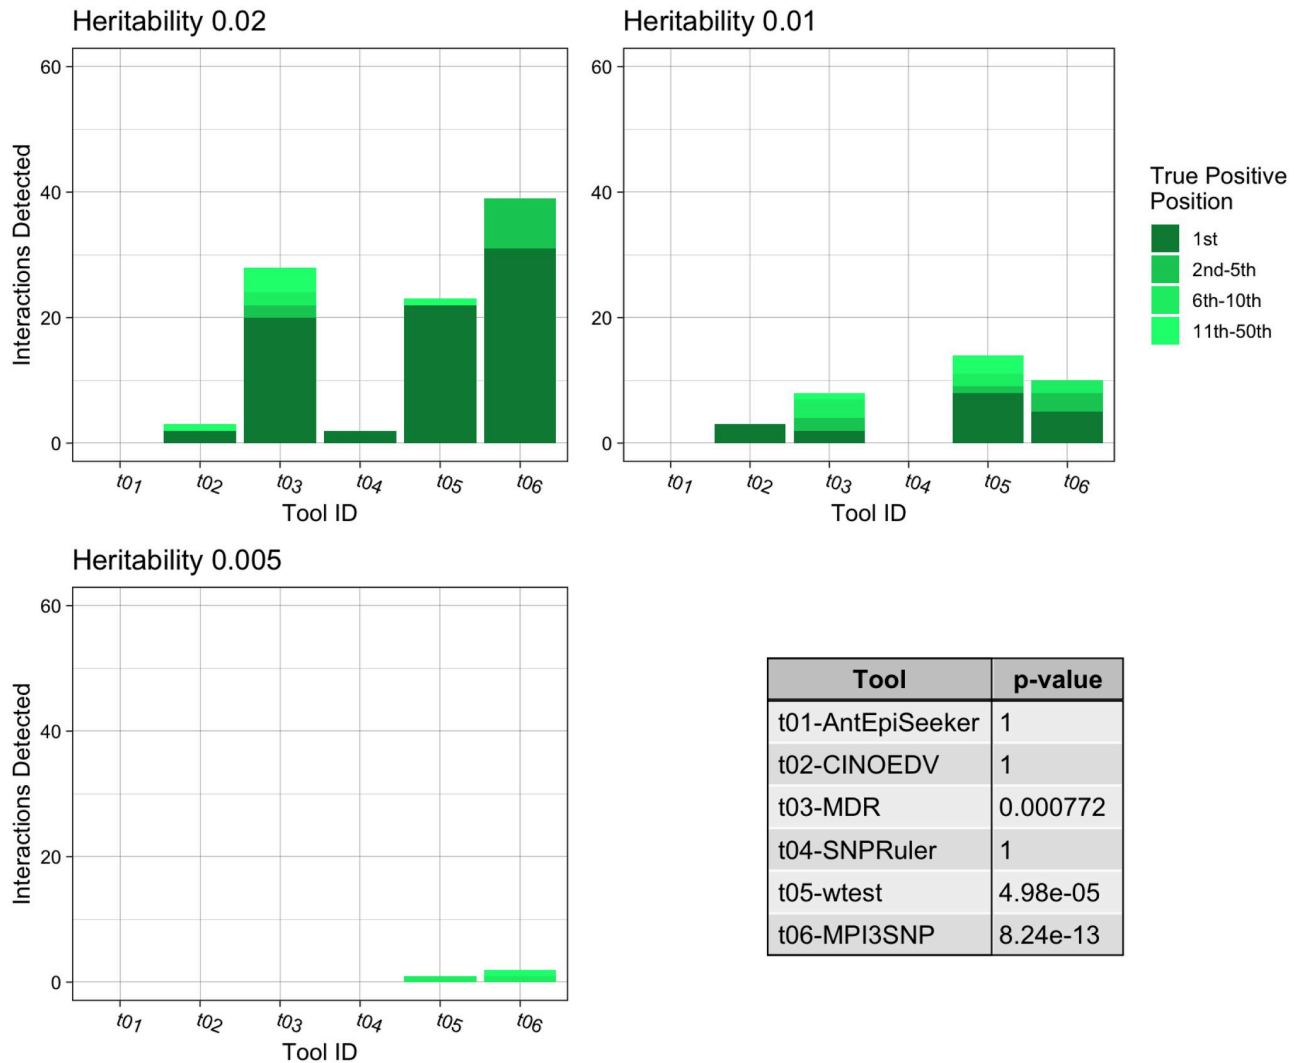 Heritability 0.02
60
40
20
0
Interactions Detected
t01 t02 t03 t04 t05 t06
Tool ID
Heritability 0.01
60
40
20
0
t01 t02 t03 t04 t05 t06
Tool ID
True Positive
Position
1st
2nd-5th
6th-10th
11th-50th
Heritability 0.005
60
40
20
0
Interactions Detected
t01 t02 t03 t04 t05 t06
Tool ID
Tool p-value
t01-AntEpiSeeker 1
t02-CINOEDV 1
t03-MDR 0.000772
t04-SNPRuler 1
t05-wtest 4.98e-05
t06-MPI3SNP 8.24e-13